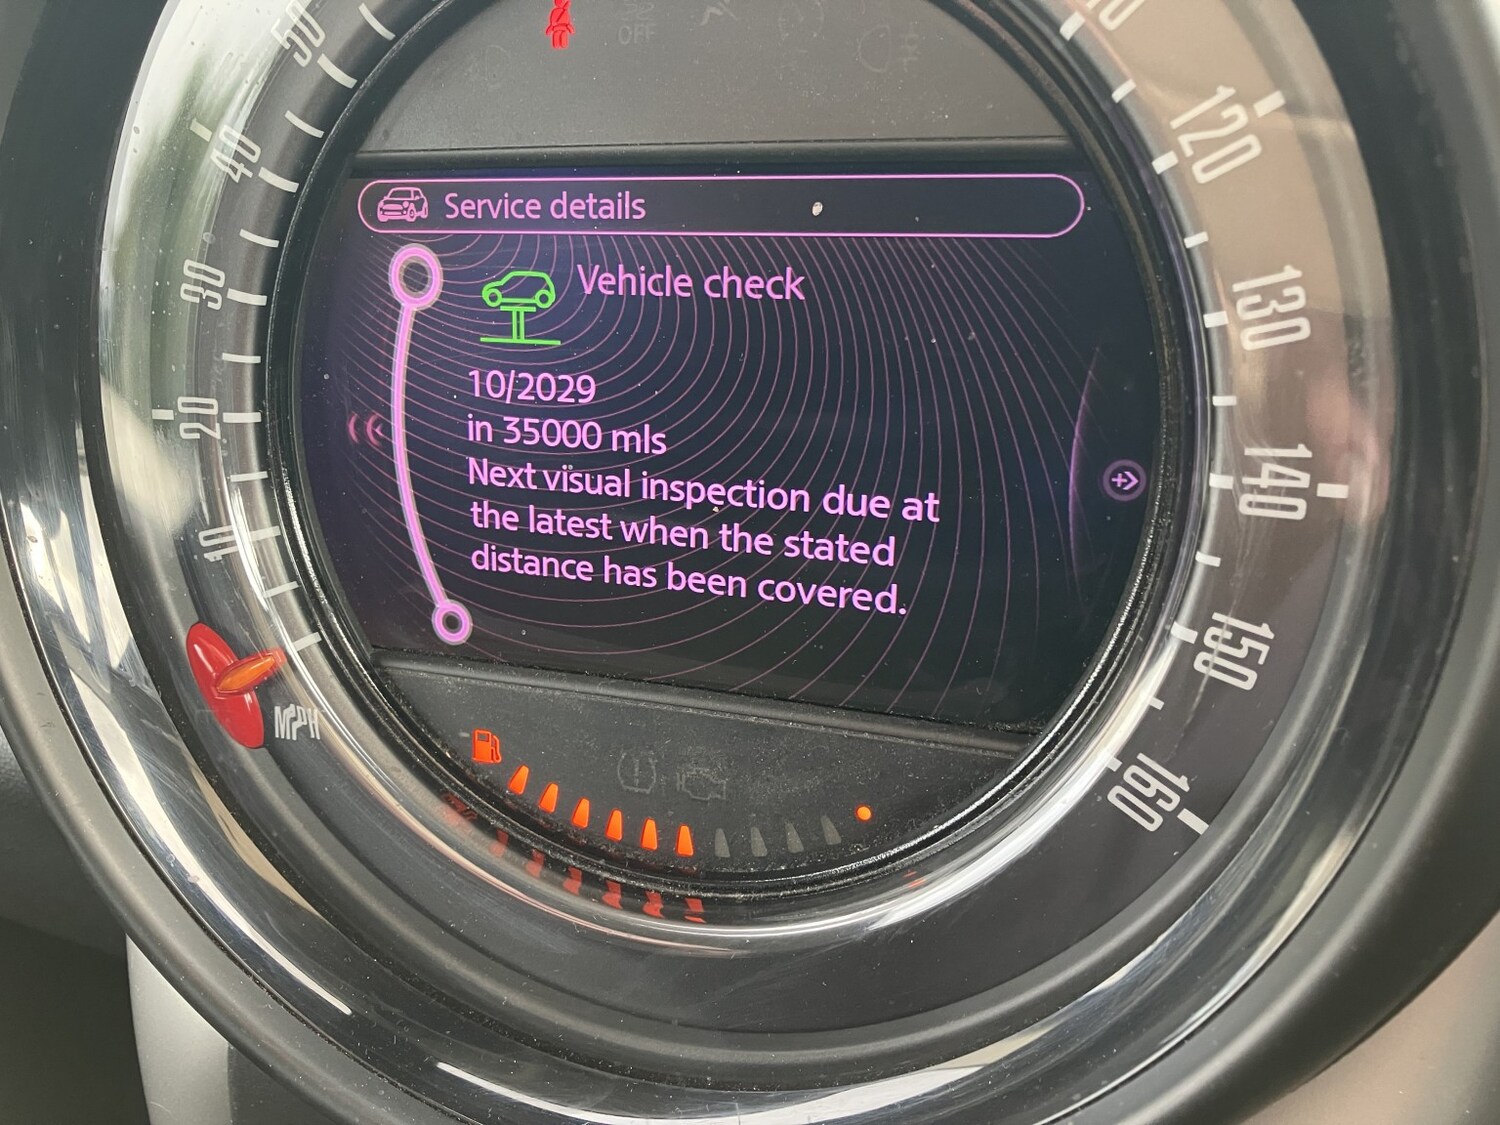 50
OFF
40
120
30
130
20
140
10
150
MPH
160
Service details
Vehicle check
10/2029
in 35000 mls
Next visual inspection due at
the latest when the stated
distance has been covered.